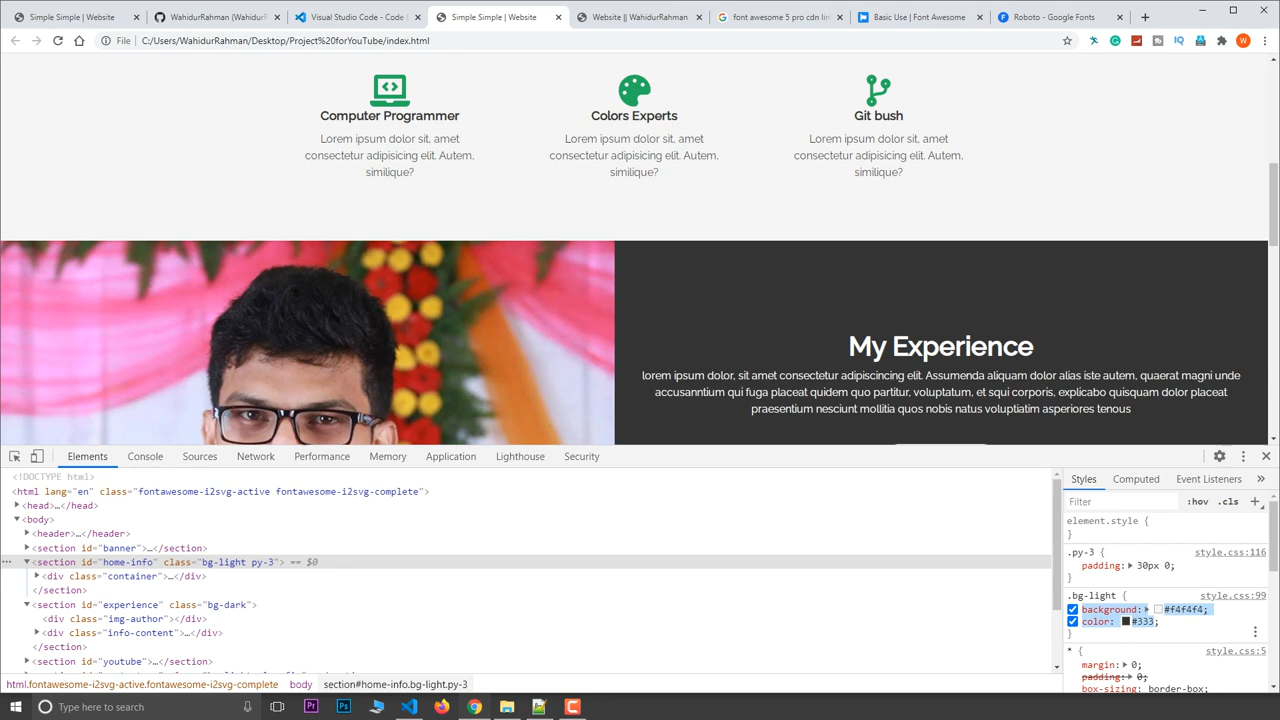 Simple Simple | Website
WahidurRahman (WahidurR
Visual Studio Code - Code E
Simple Simple | Website
Website || WahidurRahman
font awesome 5 pro cdn lin
Basic Use | Font Awesome
Roboto - Google Fonts
File
C:/Users/WahidurRahman/Desktop/Project%20forYouTube/index.html
IQ
W
Computer Programmer
Colors Experts
Git bush
Lorem ipsum dolor sit, amet
consectetur adipisicing elit. Autem,
similique?
Lorem ipsum dolor sit, amet
consectetur adipisicing elit. Autem,
similique?
Lorem ipsum dolor sit, amet
consectetur adipisicing elit. Autem,
similique?
My Experience
lorem ipsum dolor, sit amet consectetur adipiscincing elit. Assumenda aliquam dolor alias iste autem, quaerat magni unde
accusanntium qui fuga placeat quidem quo partitur, voluptatum, et squi corporis, explicabo quisquam dolor placeat
praesentium nesciunt mollitia quos nobis natus voluptiatim asperiores tenous
Elements
Console
Sources
Network
Performance
Memory
Application
Lighthouse
Security
<!DOCTYPE html>
<html lang="en" class="fontawesome-i2svg-active fontawesome-i2svg-complete">
<head>…</head>
<body>
<header>…</header>
<section id="banner">…</section>
<section id="home-info" class="bg-light py-3"> == $0
<div class="container">…</div>
</section>
<section id="experience" class="bg-dark">
<div class="img-author"></div>
<div class="info-content">…</div>
</section>
<section id="youtube">…</section>
html.fontawesome-i2svg-active.fontawesome-i2svg-complete
body
section#home-info.bg-light.py-3
Styles
Computed
Event Listeners
»
Filter
:hov
.cls
+
element.style {
}
.py-3 {
style.css:116
padding: 30px 0;
}
.bg-light {
style.css:99
background: #f4f4f4;
color: #333;
}
* {
style.css:5
margin: 0;
padding: 0;
box-sizing: border-box;
Type here to search
Pr
Ps